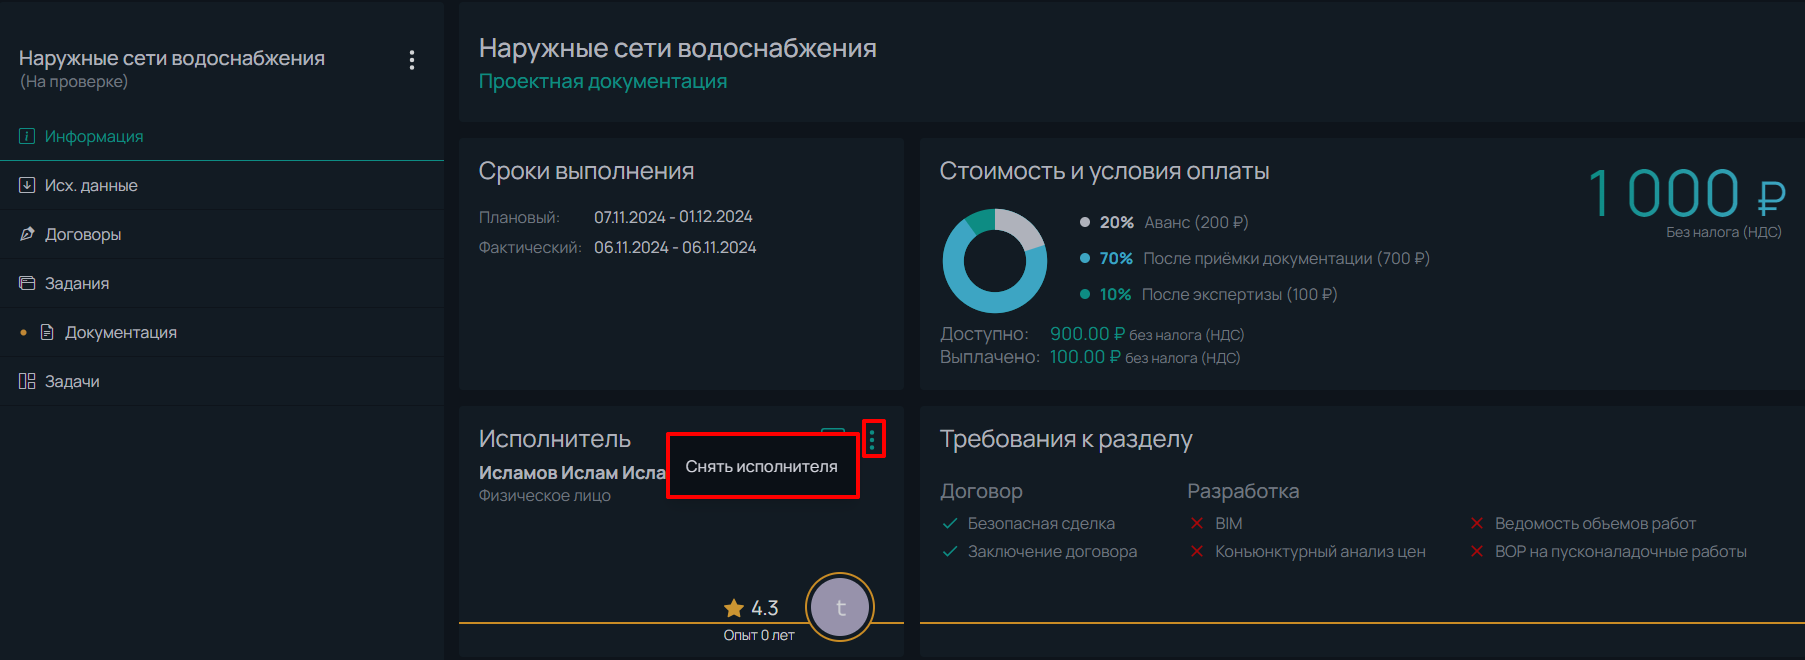 Наружные сети водоснабжения
(На проверке)
Информация
Исх. данные
Договоры
Задания
Документация
Задачи
Наружные сети водоснабжения
Проектная документация
Сроки выполнения
Плановый: 07.11.2024 - 01.12.2024
Фактический: 06.11.2024 - 06.11.2024
Стоимость и условия оплаты
1 000 ₽
Без налога (НДС)
20% Аванс (200 ₽)
70% После приёмки документации (700 ₽)
10% После экспертизы (100 ₽)
Доступно: 900.00 ₽ без налога (НДС)
Выплачено: 100.00 ₽ без налога (НДС)
Исполнитель
Исламов Ислам Исла
Физическое лицо
Снять исполнителя
4.3
Опыт 0 лет
t
Требования к разделу
Договор
Безопасная сделка
Заключение договора
Разработка
BIM
Конъюнктурный анализ цен
Ведомость объемов работ
ВОР на пусконаладочные работы